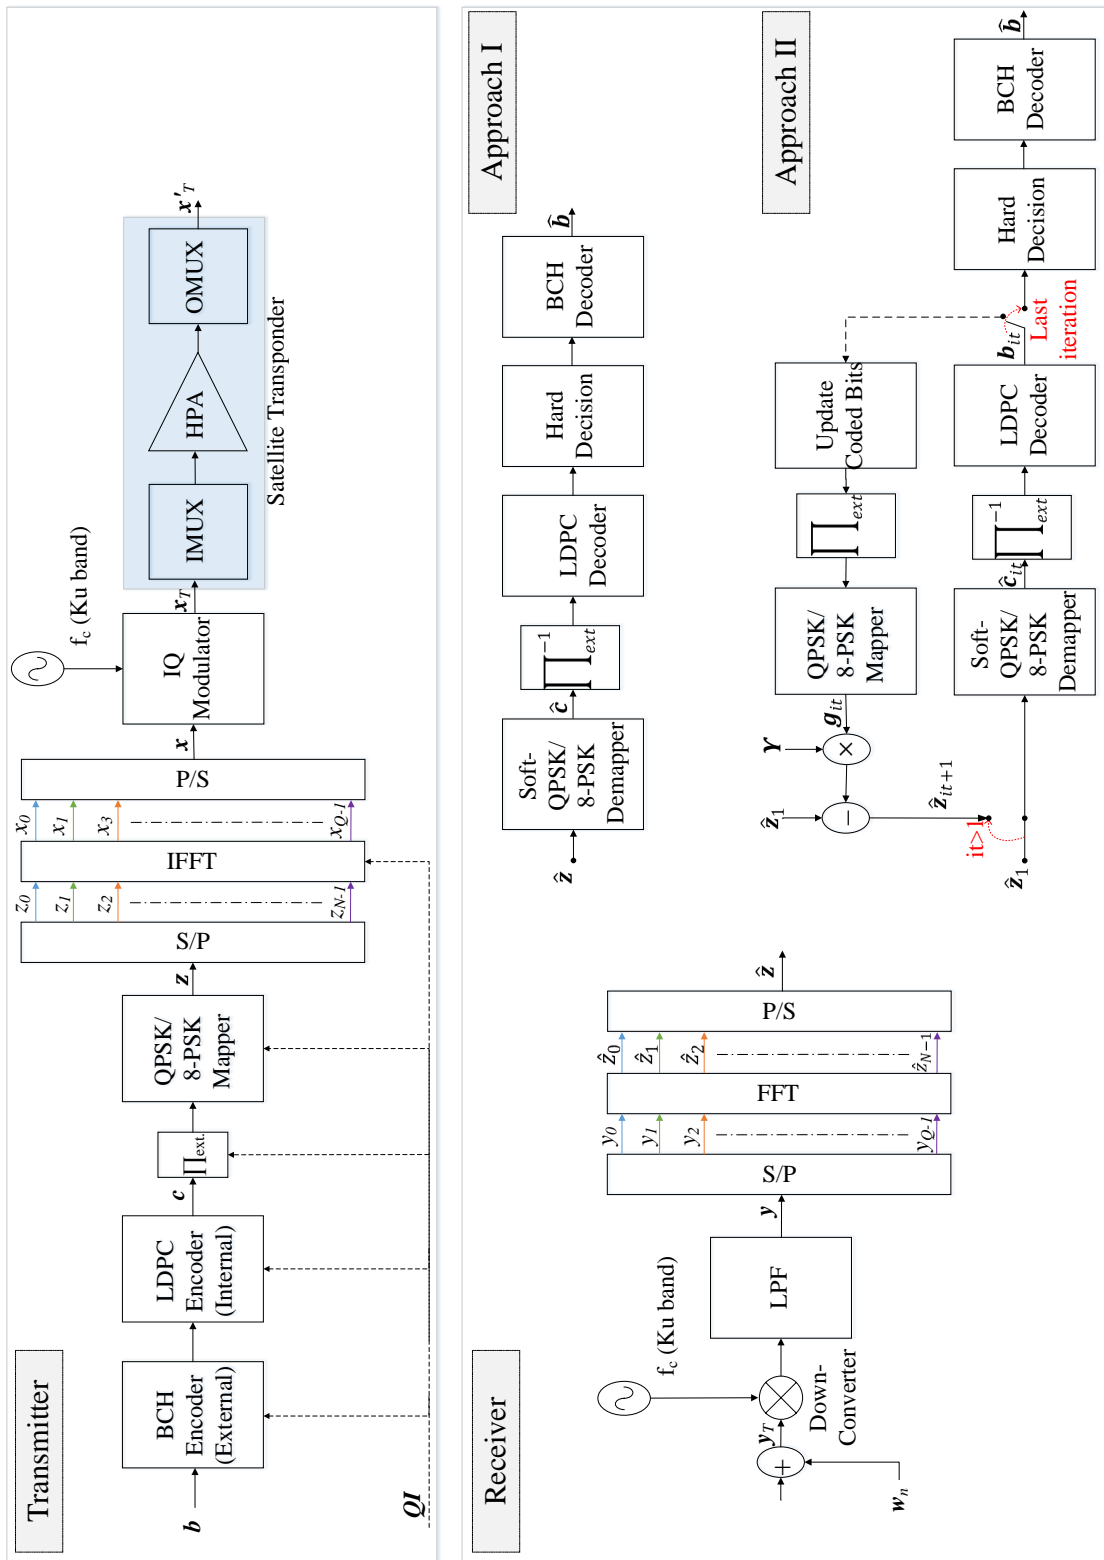 Transmitter
b
BCH
Encoder
(External)
LDPC
Encoder
(Internal)
c
∏ext.
QPSK/
8-PSK
Mapper
z
S/P
z0
z1
z2
zN-1
IFFT
x0
x1
x3
xQ-1
P/S
x
IQ
Modulator
fc (Ku band)
xT
IMUX
HPA
OMUX
x'T
Satellite Transponder
QI
Receiver
wn
+
yT
Down-
Converter
fc (Ku band)
LPF
y
S/P
y0
y1
y2
yQ-1
FFT
ẑ0
ẑ1
ẑ2
ẑN−1
P/S
ẑ
Approach I
ẑ
Soft-
QPSK/
8-PSK
Demapper
ĉ
∏ext −1
LDPC
Decoder
Hard
Decision
BCH
Decoder
b̂
Approach II
ẑ1
it>1
Soft-
QPSK/
8-PSK
Demapper
ĉit
∏ext −1
LDPC
Decoder
bit
Last
iteration
Hard
Decision
BCH
Decoder
b̂
Update
Coded Bits
∏ext
QPSK/
8-PSK
Mapper
git
×
ϒ
−
ẑ1
ẑit+1